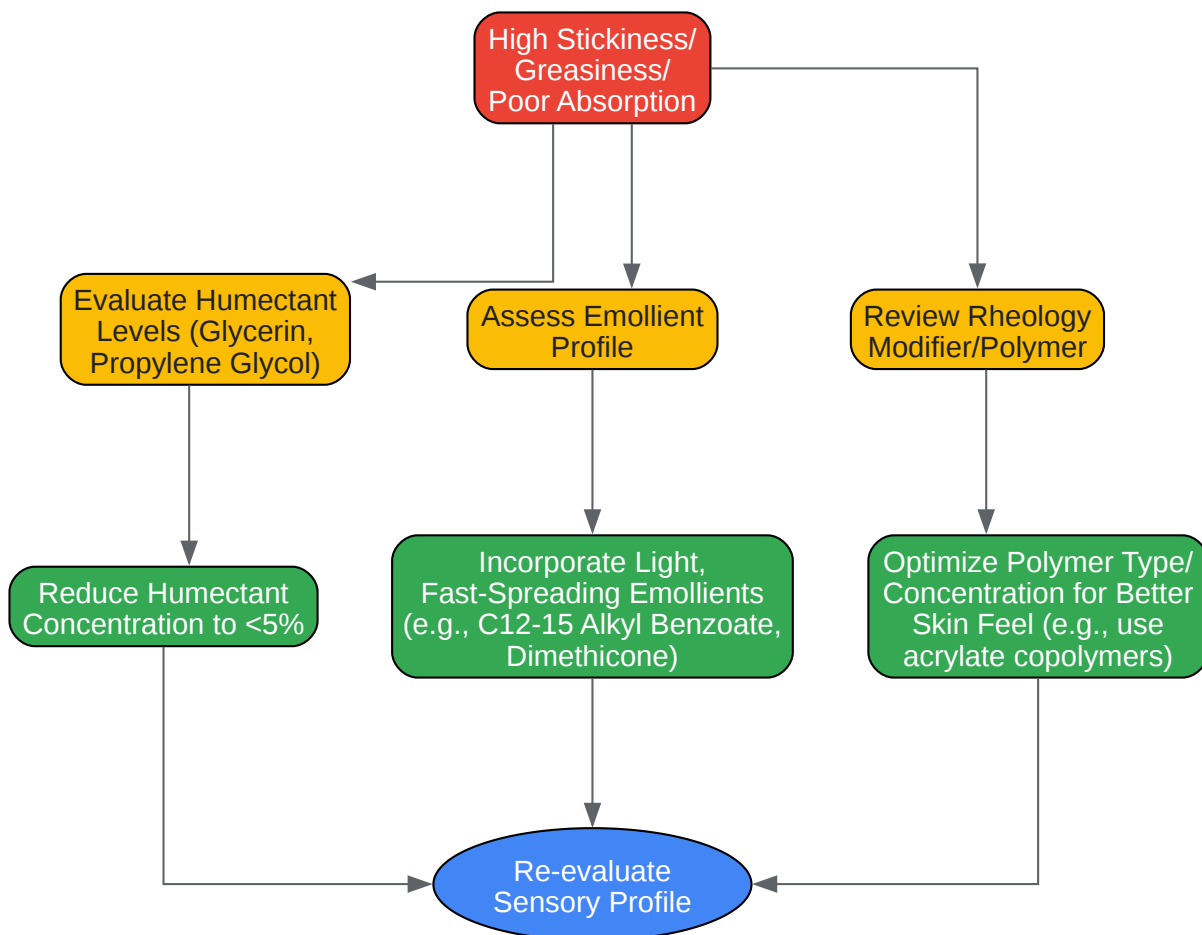 High Stickiness/
Greasiness/
Poor Absorption
Evaluate Humectant
Levels (Glycerin,
Propylene Glycol)
Assess Emollient
Profile
Review Rheology
Modifier/Polymer
Reduce Humectant
Concentration to <5%
Incorporate Light,
Fast-Spreading Emollients
(e.g., C12-15 Alkyl Benzoate,
Dimethicone)
Optimize Polymer Type/
Concentration for Better
Skin Feel (e.g., use
acrylate copolymers)
Re-evaluate
Sensory Profile